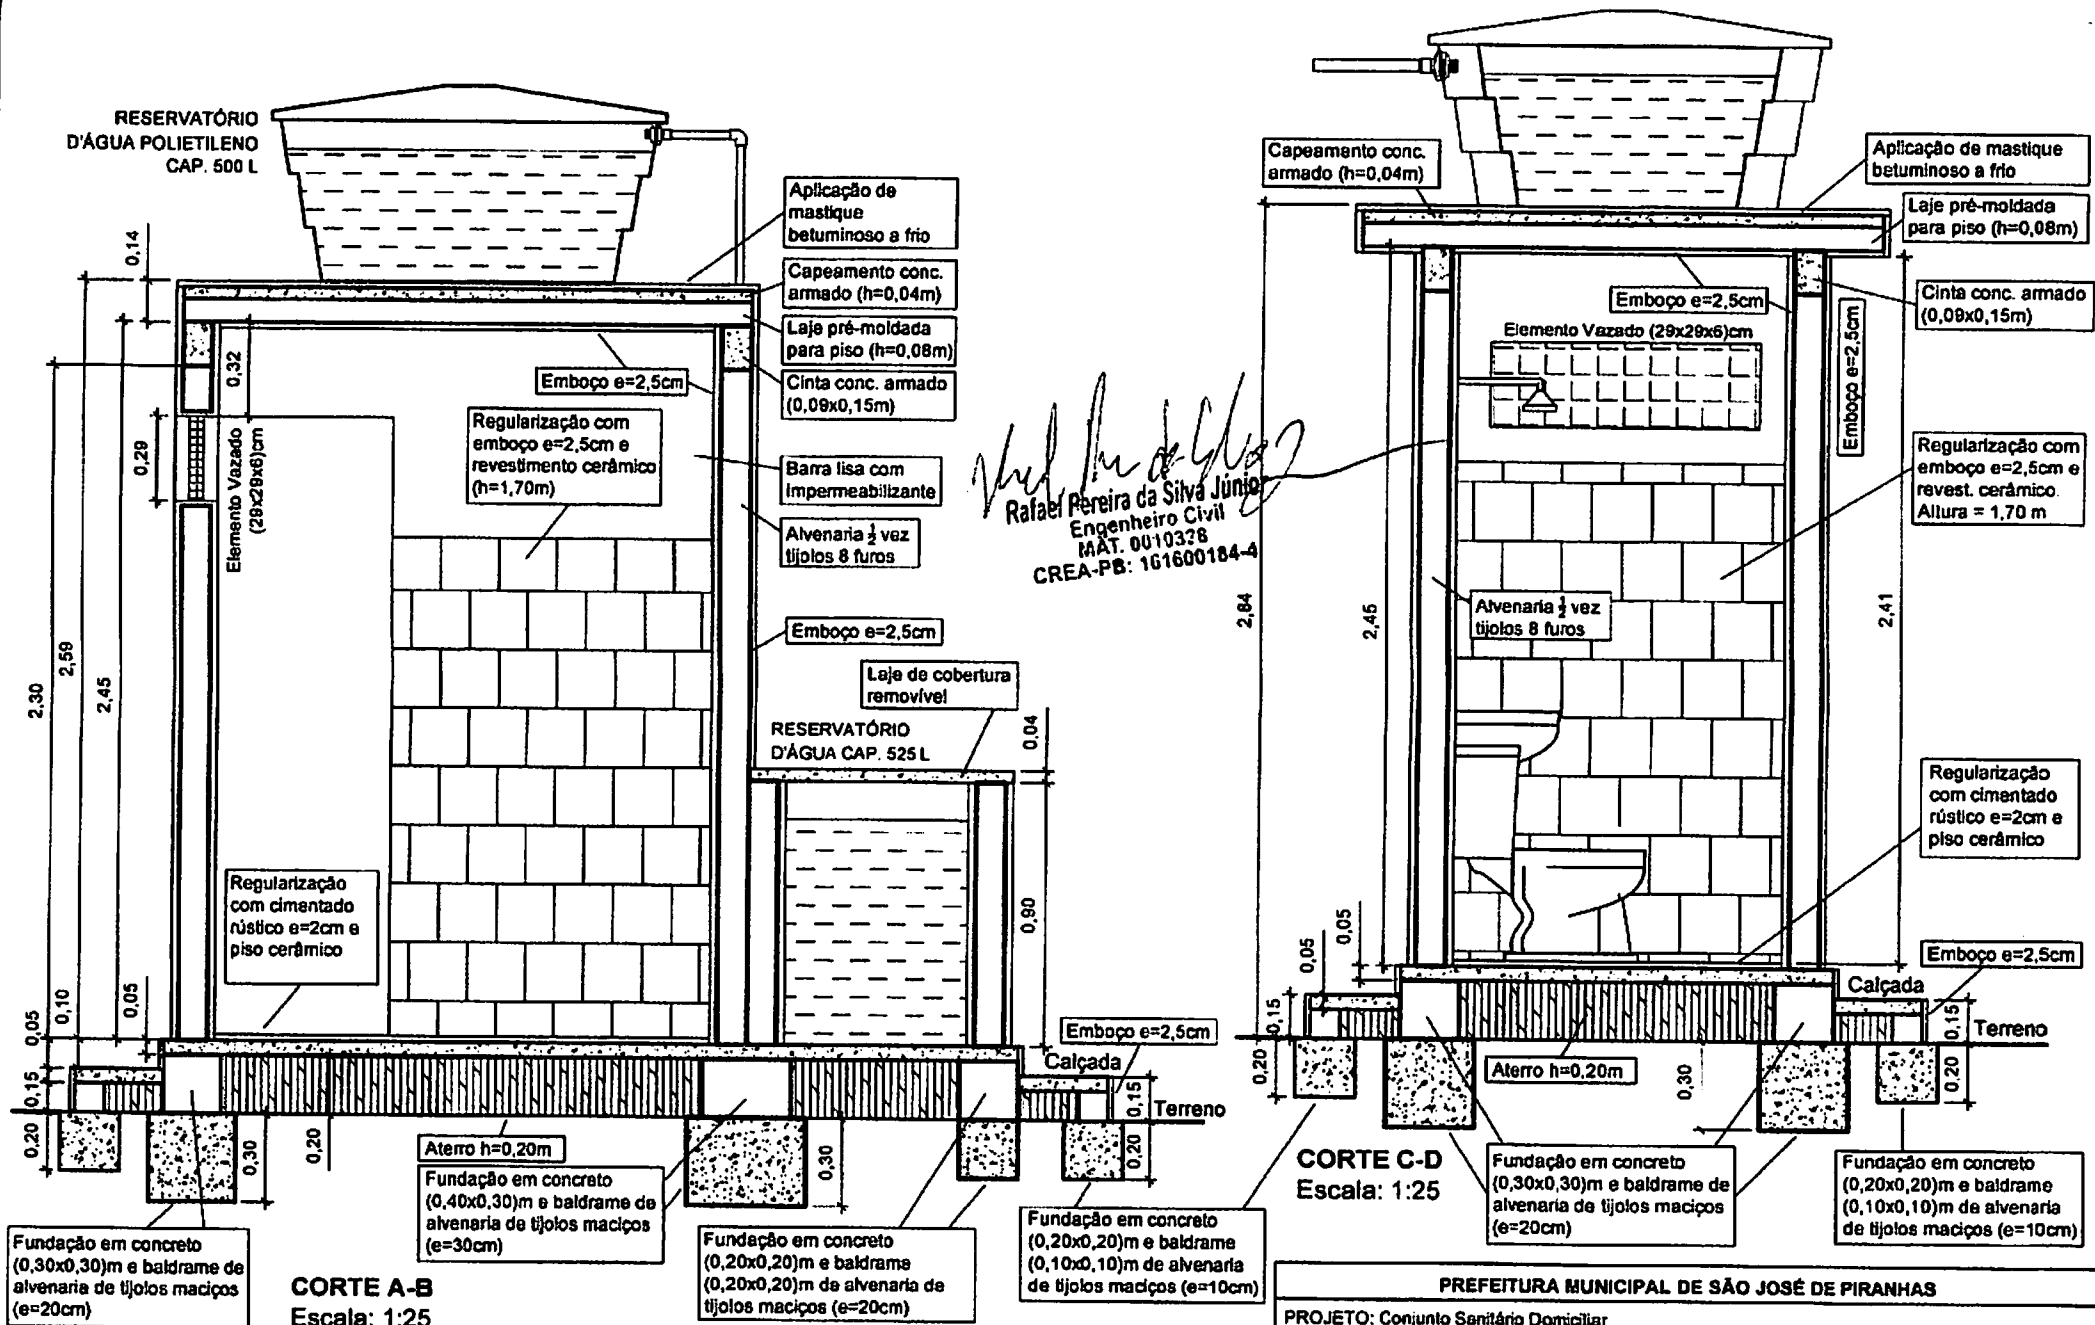 RESERVATÓRIO
D'ÁGUA POLIETILENO
CAP. 500 L
Aplicação de
mastique
betuminoso a frio
Capeamento conc.
armado (h=0,04m)
Laje pré-moldada
para piso (h=0,08m)
Cinta conc. armado
(0,09x0,15m)
Emboço e=2,5cm
Regularização com
emboço e=2,5cm e
revestimento cerâmico
(h=1,70m)
Barra lisa com
impermeabilizante
Alvenaria ½ vez
tijolos 8 furos
Emboço e=2,5cm
Laje de cobertura
removível
RESERVATÓRIO
D'ÁGUA CAP. 525 L
Elemento Vazado
(29x29x6)cm
Regularização
com cimentado
rústico e=2cm e
piso cerâmico
0,14
0,32
0,29
2,30
2,59
2,45
0,04
0,90
0,05
0,10
0,05
0,15
0,20
0,30
0,20
0,30
Emboço e=2,5cm
Calçada
0,15
Terreno
0,20
Aterro h=0,20m
Fundação em concreto
(0,40x0,30)m e baldrame de
alvenaria de tijolos maciços
(e=30cm)
Fundação em concreto
(0,30x0,30)m e baldrame de
alvenaria de tijolos maciços
(e=20cm)
Fundação em concreto
(0,20x0,20)m e baldrame
(0,20x0,20)m de alvenaria de
tijolos maciços (e=20cm)
Fundação em concreto
(0,20x0,20)m e baldrame
(0,10x0,10)m de alvenaria
de tijolos maciços (e=10cm)
CORTE A-B
Escala: 1:25
Rafael Pereira da Silva Júnior
Engenheiro Civil
MAT. 0010328
CREA-PB: 161600184-4
Capeamento conc.
armado (h=0,04m)
Aplicação de mastique
betuminoso a frio
Laje pré-moldada
para piso (h=0,08m)
Cinta conc. armado
(0,09x0,15m)
Emboço e=2,5cm
Elemento Vazado (29x29x6)cm
Emboço e=2,5cm
Regularização com
emboço e=2,5cm e
revest. cerâmico.
Altura = 1,70 m
Alvenaria ½ vez
tijolos 8 furos
2,84
2,45
2,41
Regularização
com cimentado
rústico e=2cm e
piso cerâmico
Emboço e=2,5cm
Calçada
0,05
0,05
0,15
0,20
0,15
Terreno
0,20
Aterro h=0,20m
0,30
CORTE C-D
Escala: 1:25
Fundação em concreto
(0,30x0,30)m e baldrame de
alvenaria de tijolos maciços
(e=20cm)
Fundação em concreto
(0,20x0,20)m e baldrame
(0,10x0,10)m de alvenaria
de tijolos maciços (e=10cm)
PREFEITURA MUNICIPAL DE SÃO JOSÉ DE PIRANHAS
PROJETO: Conjunto Sanitário Domiciliar